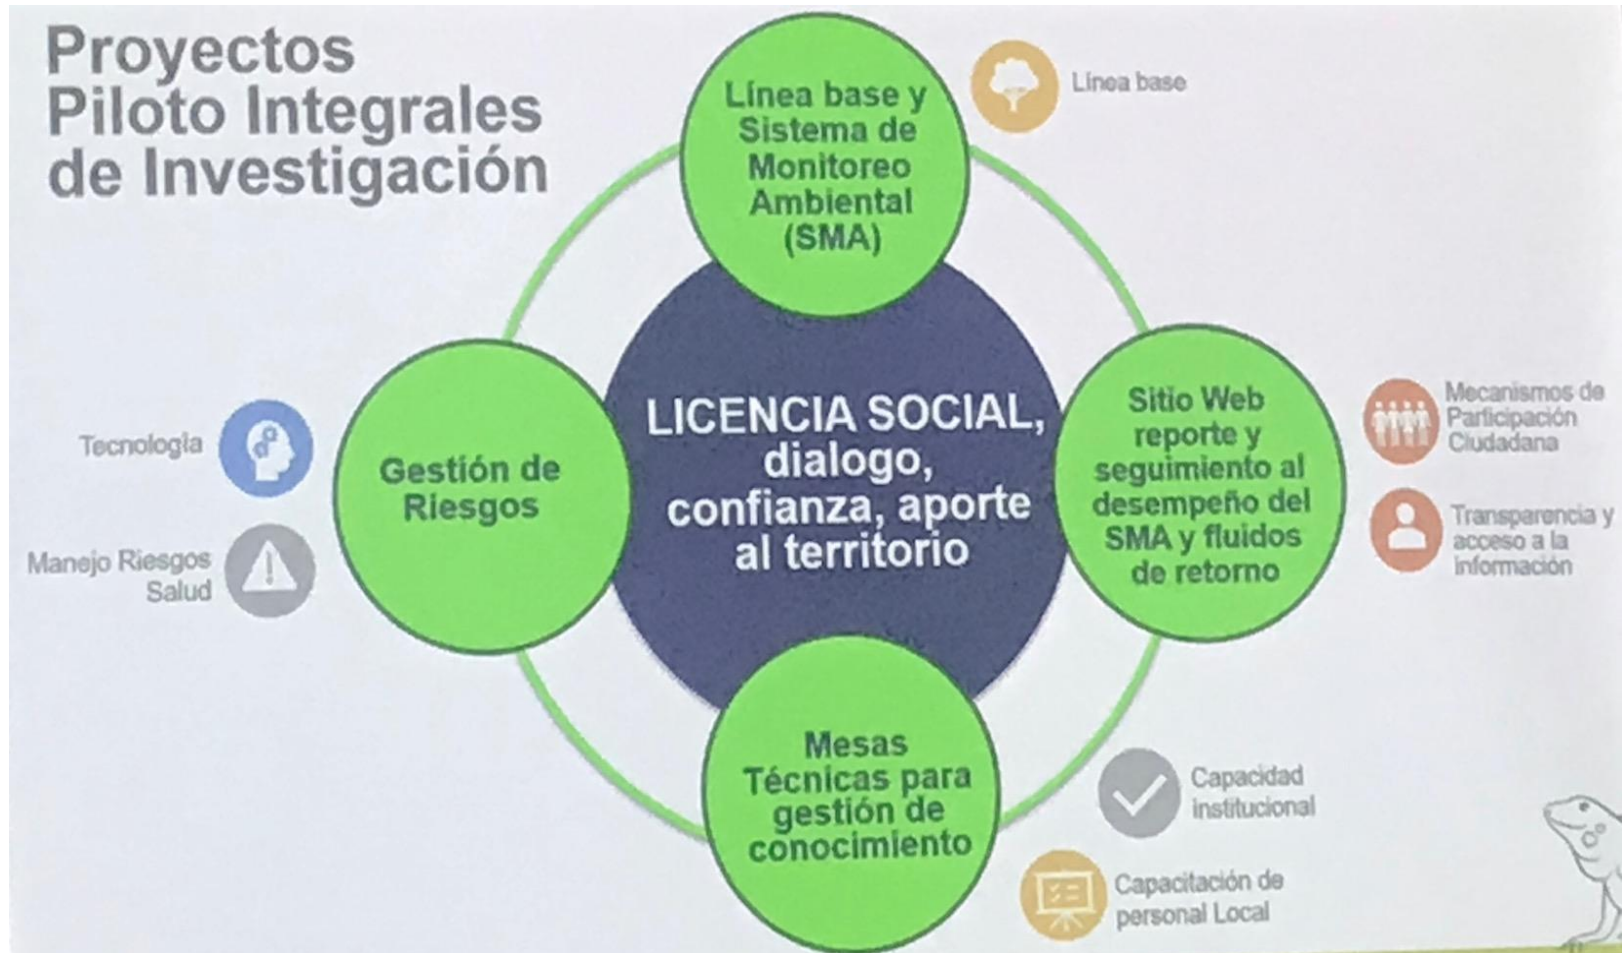 Proyectos
Piloto Integrales
de Investigación
Línea base y
Sistema de
Monitoreo
Ambiental
(SMA)
Línea base
LICENCIA SOCIAL,
dialogo,
confianza, aporte
al territorio
Sitio Web
reporte y
seguimiento al
desempeño del
SMA y fluidos
de retorno
Mecanismos de
Participación
Ciudadana
Transparencia y
acceso a la
información
Mesas
Técnicas para
gestión de
conocimiento
Capacidad
institucional
Capacitación de
personal Local
Gestión de
Riesgos
Tecnología
Manejo Riesgos
Salud